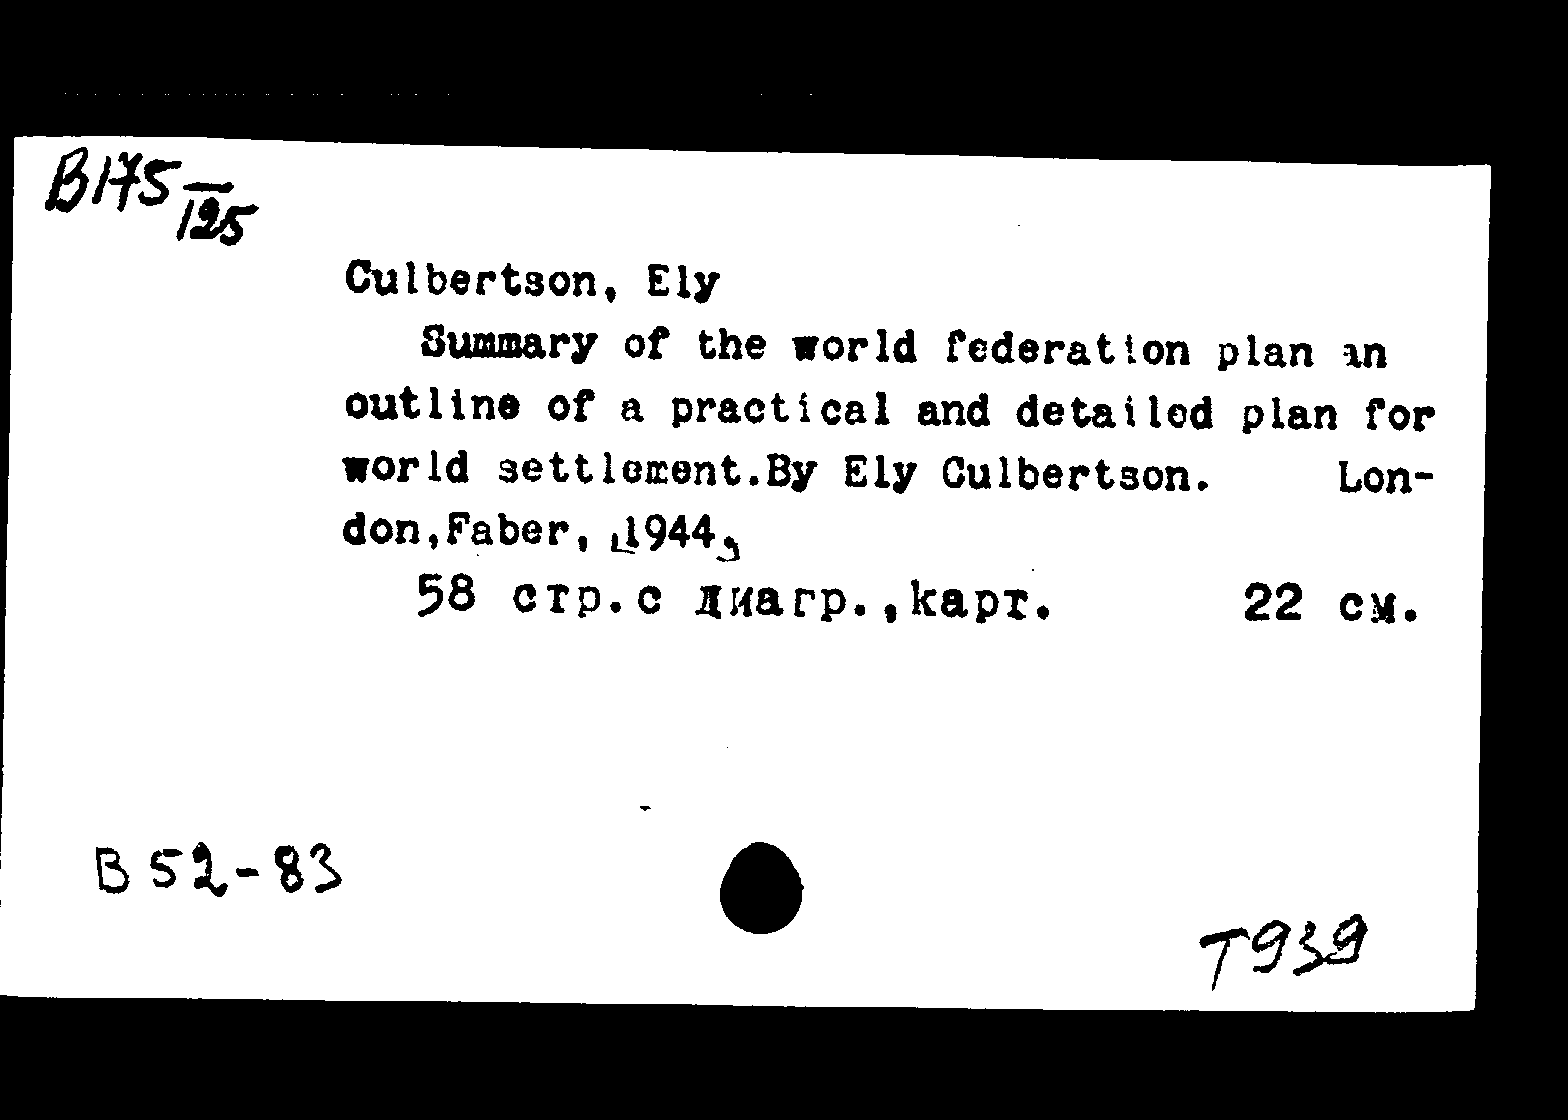 B175
125
Culbertson, Ely
Summary of the world federation plan an
outline of a practical and detailed plan for
world settlement.By Ely Culbertson. Lon-
don,Faber, [1944]
58 стр.с диагр.,карт. 22 см.
B 52-83
T939